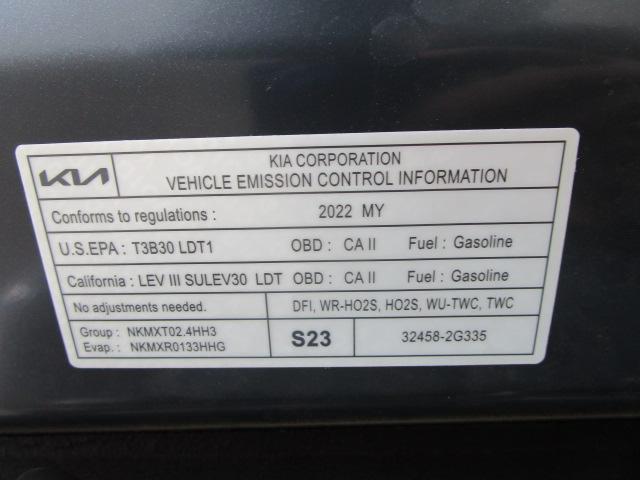 KIA
KIA CORPORATION
VEHICLE EMISSION CONTROL INFORMATION
Conforms to regulations : 2022 MY
U.S.EPA : T3B30 LDT1 OBD : CA II Fuel : Gasoline
California : LEV III SULEV30 LDT OBD : CA II Fuel : Gasoline
No adjustments needed. DFI, WR-HO2S, HO2S, WU-TWC, TWC
Group : NKMXT02.4HH3
Evap. : NKMXR0133HHG
S23
32458-2G335